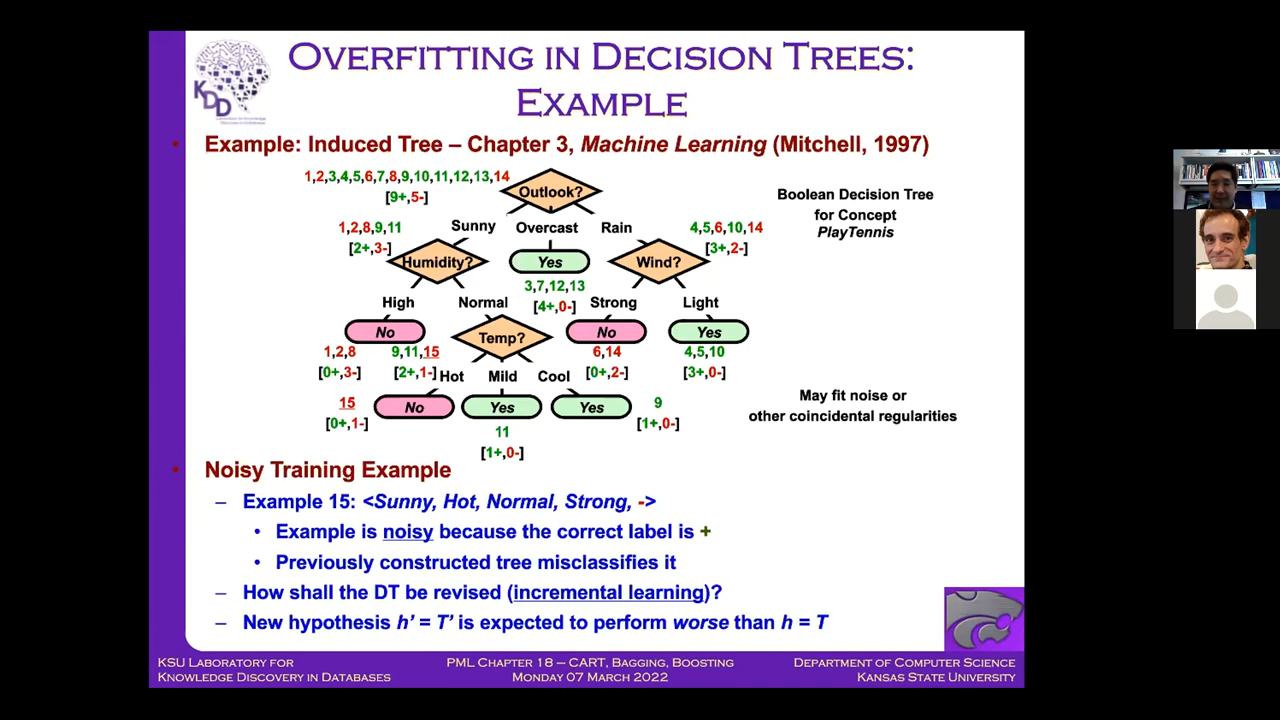 OVERFITTING IN DECISION TREES:
EXAMPLE
KDD
• Example: Induced Tree – Chapter 3, Machine Learning (Mitchell, 1997)
1,2,3,4,5,6,7,8,9,10,11,12,13,14
[9+,5-]
Outlook?
Boolean Decision Tree
for Concept
PlayTennis
1,2,8,9,11
[2+,3-]
Sunny
Overcast
Rain
4,5,6,10,14
[3+,2-]
Humidity?
Yes
Wind?
3,7,12,13
[4+,0-]
High
Normal
Strong
Light
No
Temp?
No
Yes
1,2,8
[0+,3-]
9,11,15
[2+,1-]
6,14
[0+,2-]
4,5,10
[3+,0-]
Hot
Mild
Cool
15
[0+,1-]
No
Yes
Yes
9
[1+,0-]
11
[1+,0-]
May fit noise or
other coincidental regularities
• Noisy Training Example
– Example 15: <Sunny, Hot, Normal, Strong, ->
• Example is noisy because the correct label is +
• Previously constructed tree misclassifies it
– How shall the DT be revised (incremental learning)?
– New hypothesis h' = T' is expected to perform worse than h = T
KSU LABORATORY FOR
KNOWLEDGE DISCOVERY IN DATABASES
PML CHAPTER 18 – CART, BAGGING, BOOSTING
MONDAY 07 MARCH 2022
DEPARTMENT OF COMPUTER SCIENCE
KANSAS STATE UNIVERSITY